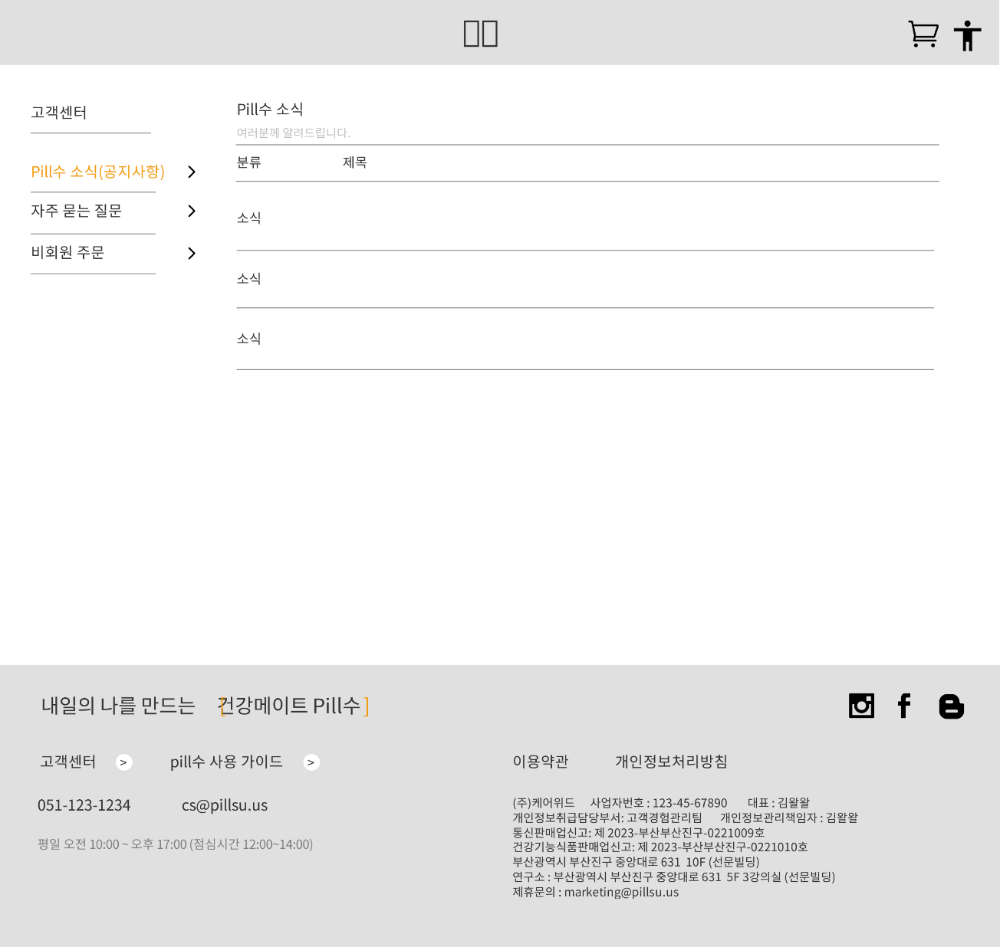 고객센터
Pill수 소식(공지사항)
자주 묻는 질문
비회원 주문
Pill수 소식
여러분께 알려드립니다.
분류 제목
소식
소식
소식
내일의 나를 만드는 [건강메이트 Pill수]
고객센터 > pill수 사용 가이드 >
051-123-1234 cs@pillsu.us
평일 오전 10:00 ~ 오후 17:00 (점심시간 12:00~14:00)
이용약관 개인정보처리방침
(주)케어위드 사업자번호 : 123-45-67890 대표 : 김왈왈
개인정보취급담당부서: 고객경험관리팀 개인정보관리책임자 : 김왈왈
통신판매업신고: 제 2023-부산부산진구-0221009호
건강기능식품판매업신고: 제 2023-부산부산진구-0221010호
부산광역시 부산진구 중앙대로 631 10F (선문빌딩)
연구소 : 부산광역시 부산진구 중앙대로 631 5F 3강의실 (선문빌딩)
제휴문의 : marketing@pillsu.us